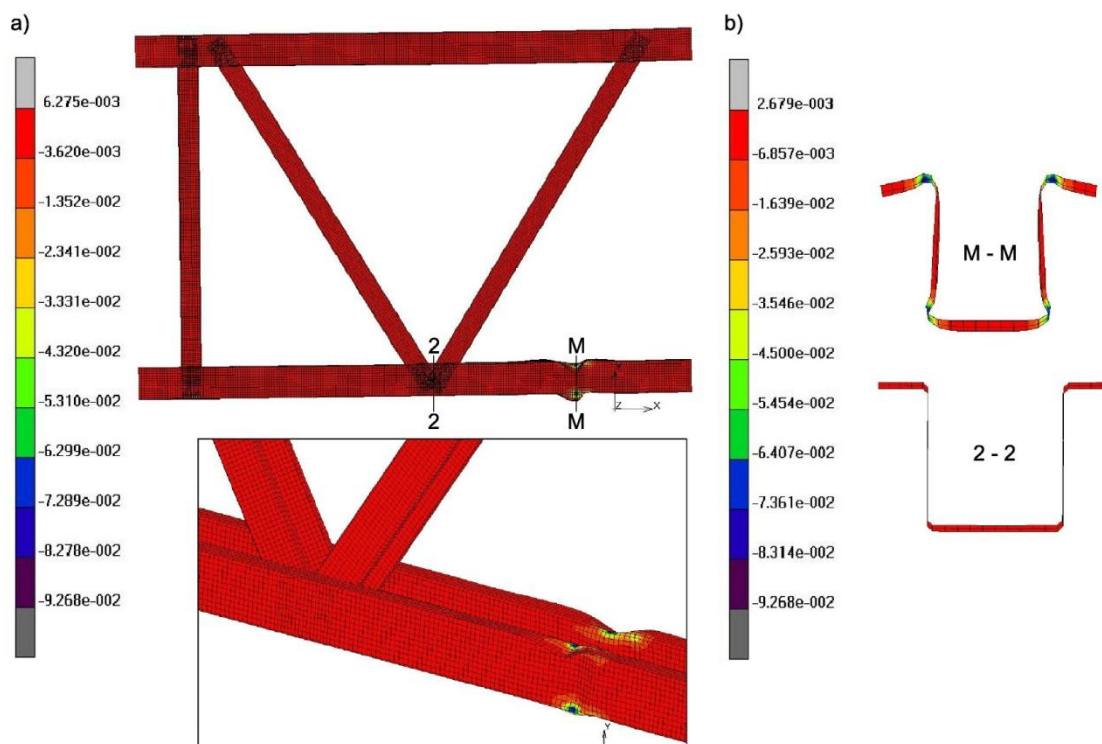 a)
6.275e-003
-3.620e-003
-1.352e-002
-2.341e-002
-3.331e-002
-4.320e-002
-5.310e-002
-6.299e-002
-7.289e-002
-8.278e-002
-9.268e-002
2
M
Y
Z
X
2
M
Y
b)
2.679e-003
-6.857e-003
-1.639e-002
-2.593e-002
-3.546e-002
-4.500e-002
-5.454e-002
-6.407e-002
-7.361e-002
-8.314e-002
-9.268e-002
M - M
2 - 2